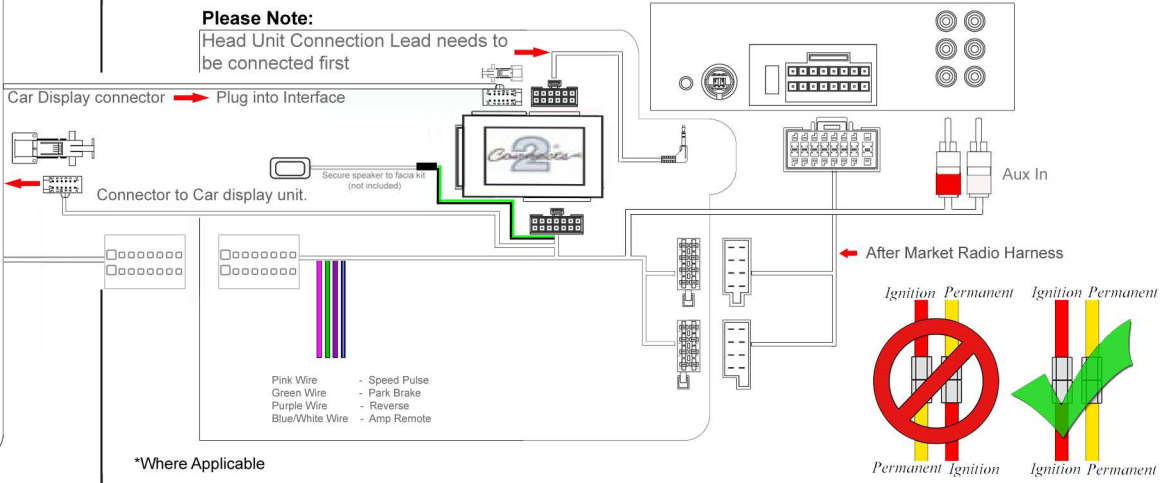 Please Note:
Head Unit Connection Lead needs to
be connected first
Car Display connector
Plug into Interface
Connects
2
Secure speaker to facia kit
(not included)
Aux In
Connector to Car display unit.
After Market Radio Harness
Ignition Permanent
Ignition Permanent
Pink Wire - Speed Pulse
Green Wire - Park Brake
Purple Wire - Reverse
Blue/White Wire - Amp Remote
*Where Applicable
Permanent Ignition
Ignition Permanent